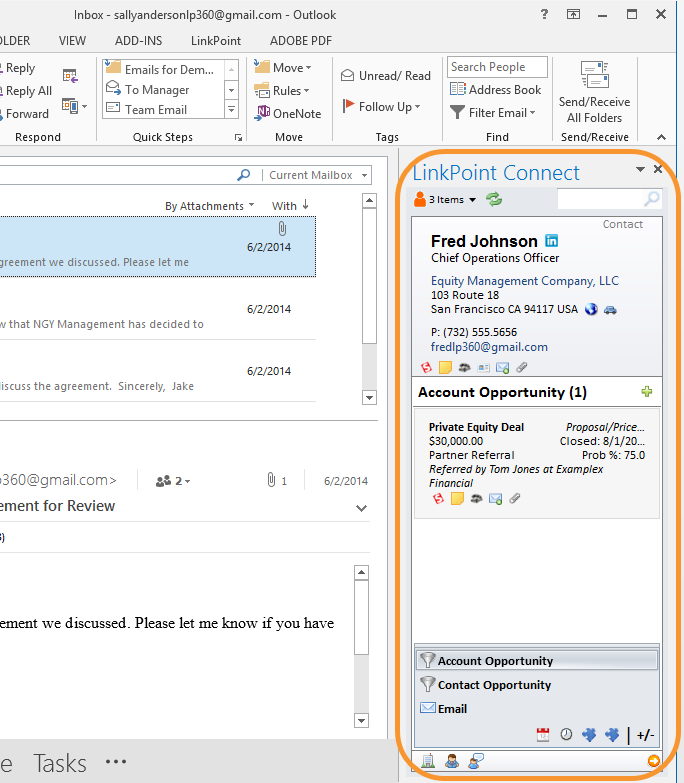 Inbox - sallyandersonlp360@gmail.com - Outlook
OLDER VIEW ADD-INS LinkPoint ADOBE PDF
Reply
Reply All
Forward
Respond
Emails for Dem...
To Manager
Team Email
Quick Steps
Move
Rules
OneNote
Move
Unread/ Read
Follow Up
Tags
Search People
Address Book
Filter Email
Find
Send/Receive
All Folders
Send/Receive
Current Mailbox
By Attachments With
6/2/2014
greement we discussed. Please let me
6/2/2014
w that NGY Management has decided to
6/2/2014
iscuss the agreement. Sincerely, Jake
p360@gmail.com>
2
1
6/2/2014
ement for Review
3)
ement we discussed. Please let me know if you have
e Tasks •••
LinkPoint Connect
3 Items
Contact
Fred Johnson in
Chief Operations Officer
Equity Management Company, LLC
103 Route 18
San Francisco CA 94117 USA
P: (732) 555.5656
fredlp360@gmail.com
Account Opportunity (1)
Private Equity Deal Proposal/Price...
$30,000.00 Closed: 8/1/20...
Partner Referral Prob %: 75.0
Referred by Tom Jones at Examplex
Financial
Account Opportunity
Contact Opportunity
Email
+/-